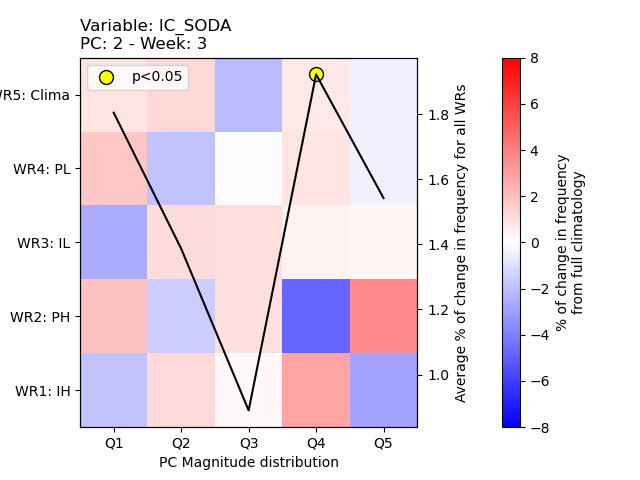 Variable: IC_SODA
PC: 2 - Week: 3
p<0.05
WR5: Clima
WR4: PL
WR3: IL
WR2: PH
WR1: IH
Q1 Q2 Q3 Q4 Q5
PC Magnitude distribution
1.8
1.6
1.4
1.2
1.0
Average % of change in frequency for all WRs
8
6
4
2
0
−2
−4
−6
−8
% of change in frequency
from full climatology